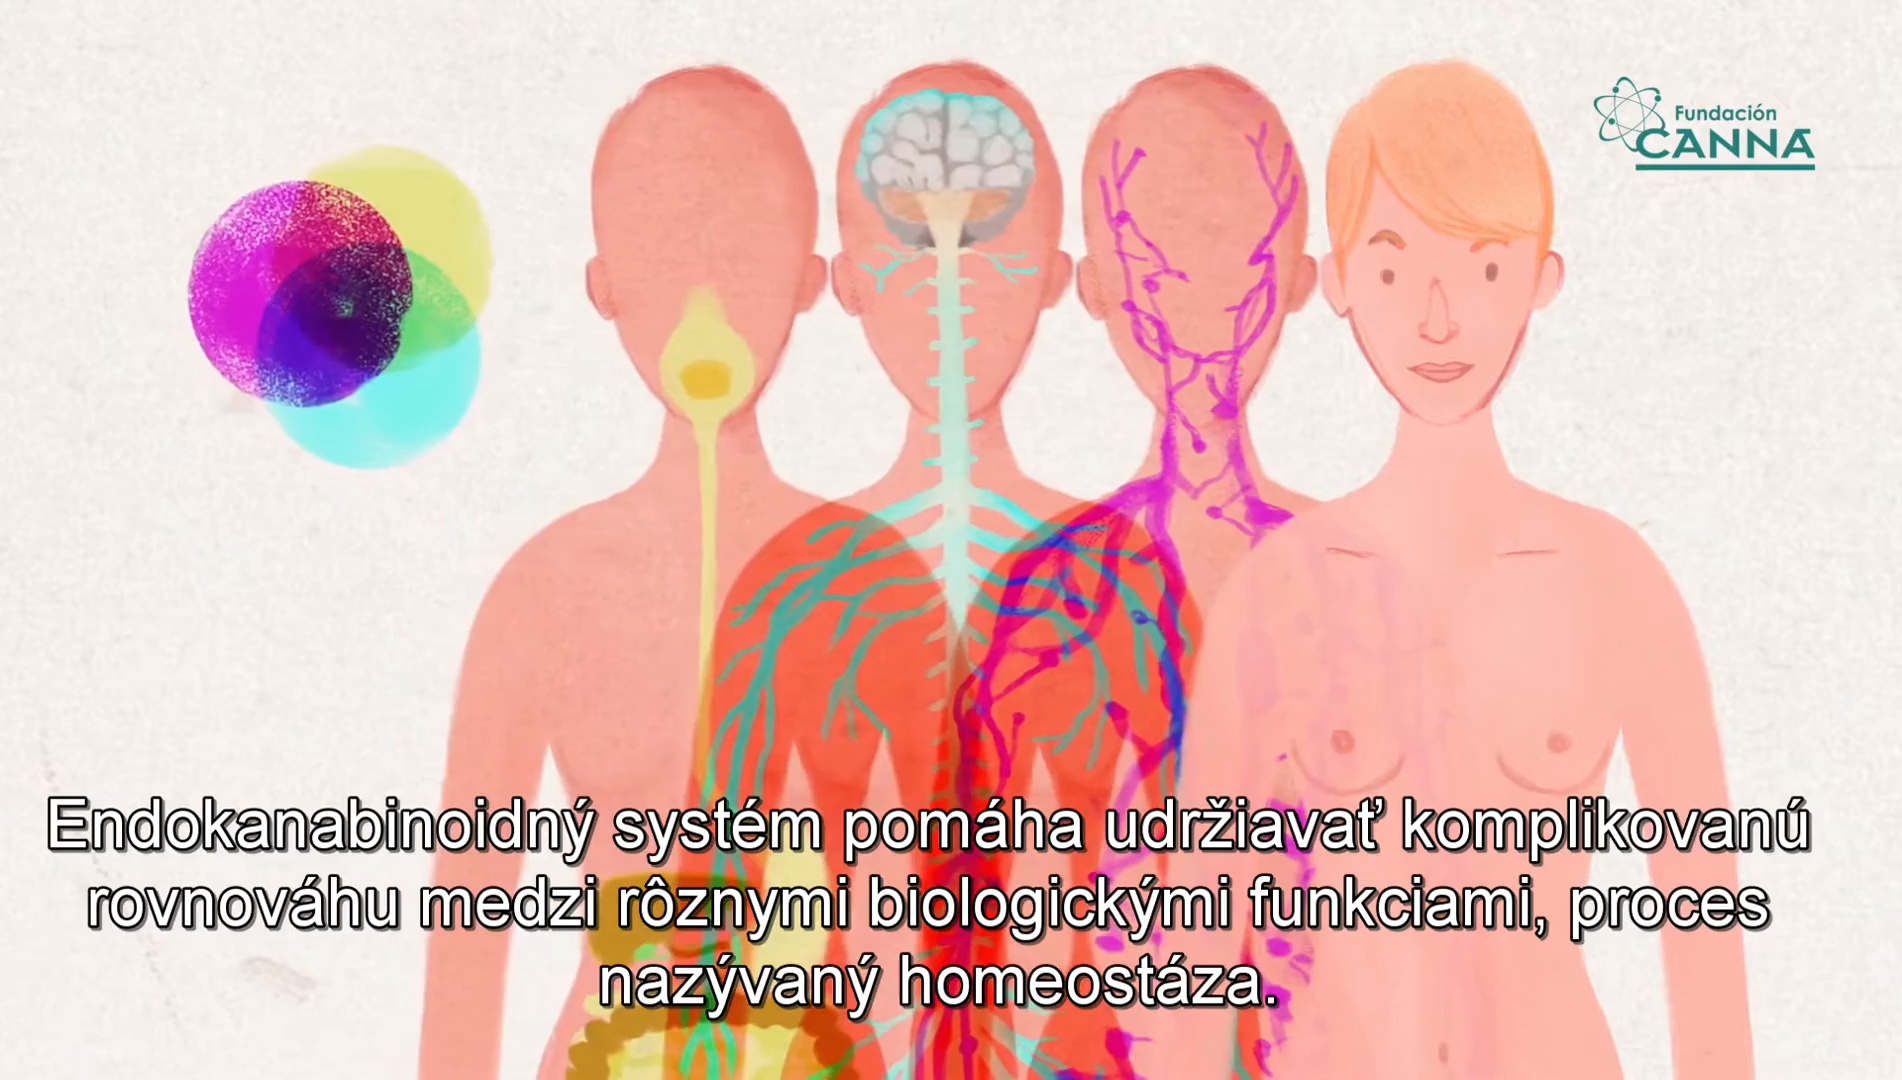 Fundación
CANNA
Endokanabinoidný systém pomáha udržiavať komplikovanú
rovnováhu medzi rôznymi biologickými funkciami, proces
nazývaný homeostáza.